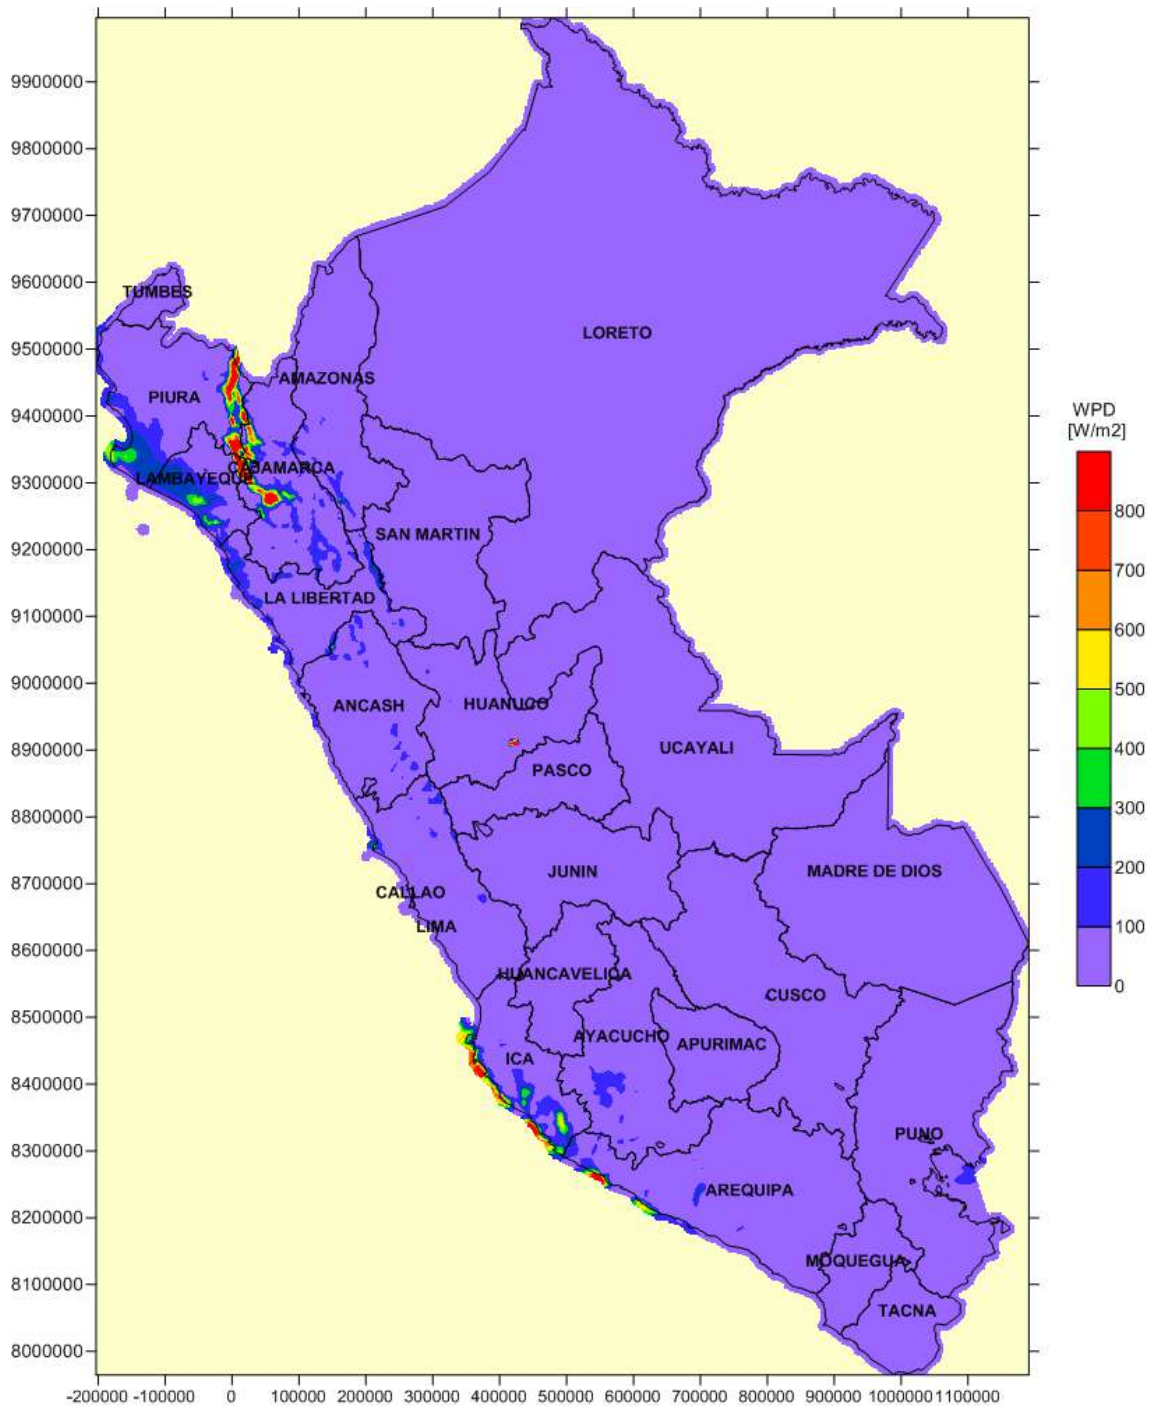 9900000
9800000
9700000
9600000
9500000
9400000
9300000
9200000
9100000
9000000
8900000
8800000
8700000
8600000
8500000
8400000
8300000
8200000
8100000
8000000
TUMBES
LORETO
AMAZONAS
PIURA
CAJAMARCA
LAMBAYEQUE
SAN MARTIN
LA LIBERTAD
ANCASH
HUANUCO
UCAYALI
PASCO
JUNIN
MADRE DE DIOS
CALLAO
LIMA
HUANCAVELICA
CUSCO
AYACUCHO
APURIMAC
ICA
PUNO
AREQUIPA
MOQUEGUA
TACNA
WPD
[W/m2]
800
700
600
500
400
300
200
100
0
-200000 -100000 0 100000 200000 300000 400000 500000 600000 700000 800000 900000 1000000 1100000